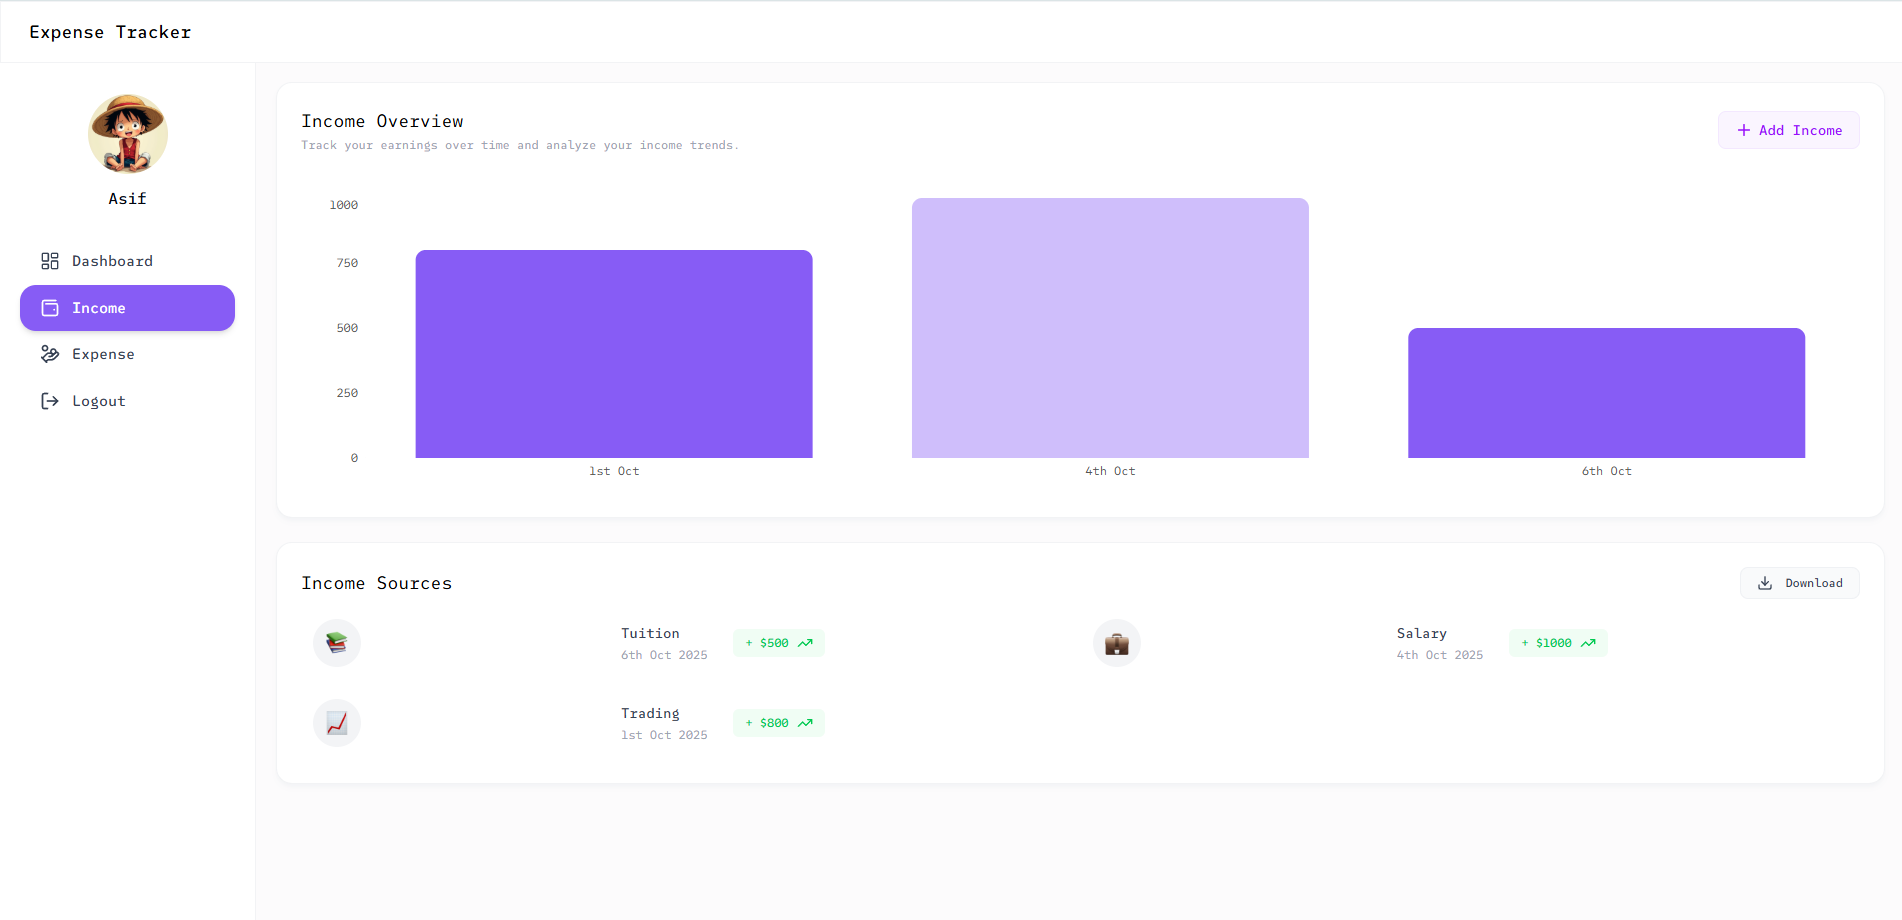 Expense Tracker
Asif
Dashboard
Income
Expense
Logout
Income Overview
Track your earnings over time and analyze your income trends.
+ Add Income
1000
750
500
250
0
1st Oct
4th Oct
6th Oct
Income Sources
Download
Tuition
6th Oct 2025
+ $500
Salary
4th Oct 2025
+ $1000
Trading
1st Oct 2025
+ $800